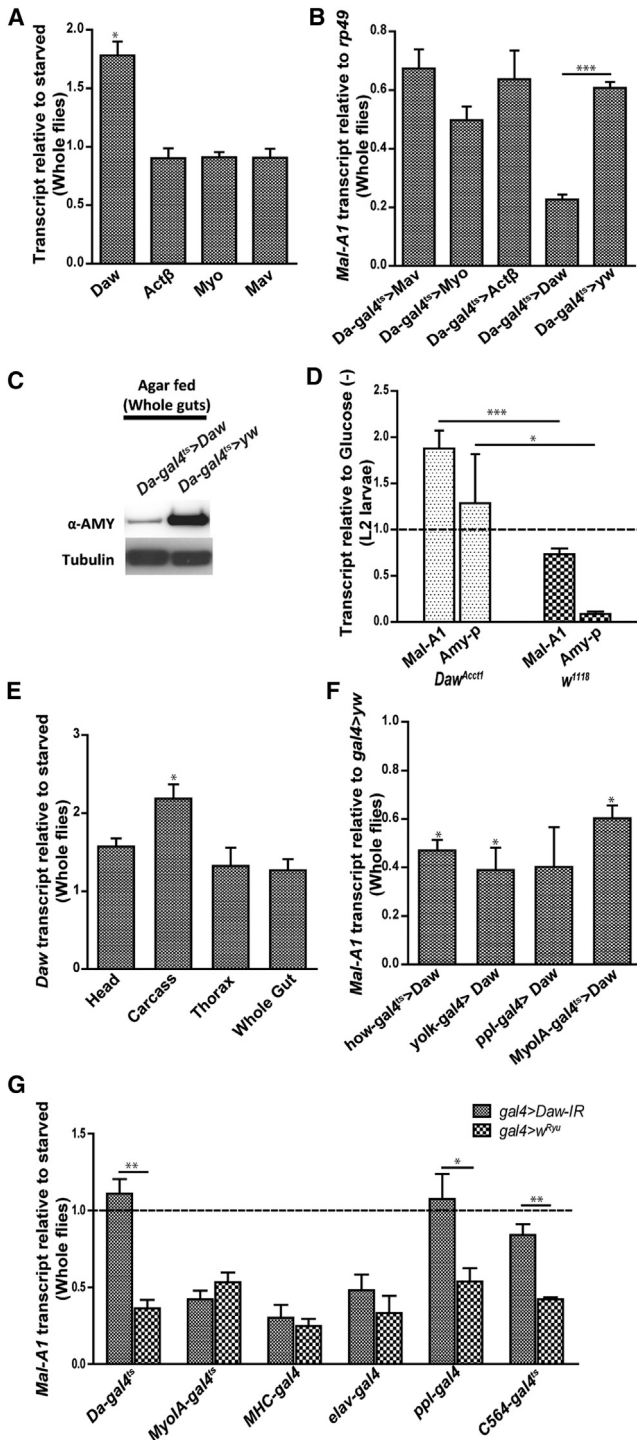 A
Transcript relative to starved
(Whole flies)
2.0
1.5
1.0
0.5
0.0
*
Daw
Actβ
Myo
Mav
B
Mal-A1 transcript relative to rp49
(Whole flies)
0.8
0.6
0.4
0.2
0.0
***
Da-gal4ts>Mav
Da-gal4ts>Myo
Da-gal4ts>Actβ
Da-gal4ts>Daw
Da-gal4ts>yw
C
Agar fed
(Whole guts)
Da-gal4ts>Daw
Da-gal4ts>yw
α-AMY
Tubulin
D
Transcript relative to Glucose (-)
(L2 larvae)
2.5
2.0
1.5
1.0
0.5
0.0
***
*
Mal-A1
Amy-p
Mal-A1
Amy-p
DawAcct1
w1118
E
Daw transcript relative to starved
(Whole flies)
3
2
1
0
*
Head
Carcass
Thorax
Whole Gut
F
Mal-A1 transcript relative to gal4>yw
(Whole flies)
1.0
0.8
0.6
0.4
0.2
0.0
*
*
*
how-gal4ts>Daw
yolk-gal4> Daw
ppl-gal4> Daw
MyoIA-gal4ts>Daw
G
Mal-A1 transcript relative to starved
(Whole flies)
1.5
1.0
0.5
0.0
gal4>Daw-IR
gal4>wRyu
**
*
**
Da-gal4ts
MyoIA-gal4ts
MHC-gal4
elav-gal4
ppl-gal4
C564-gal4ts